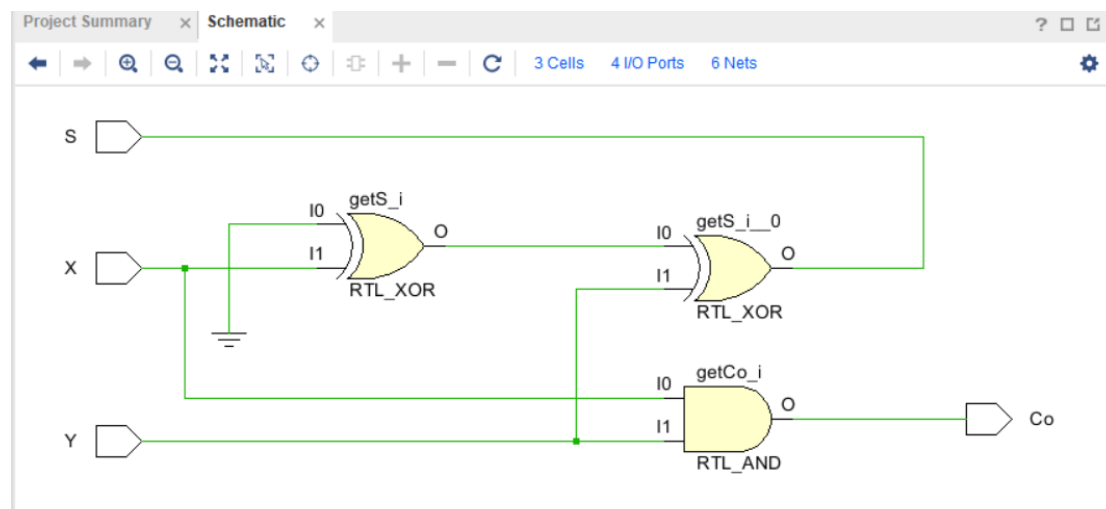 Project Summary × Schematic × ?
3 Cells 4 I/O Ports 6 Nets
S
getS_i
I0
O
I1
RTL_XOR
getS_i__0
I0
O
I1
RTL_XOR
X
getCo_i
I0
O
I1
RTL_AND
Y
Co